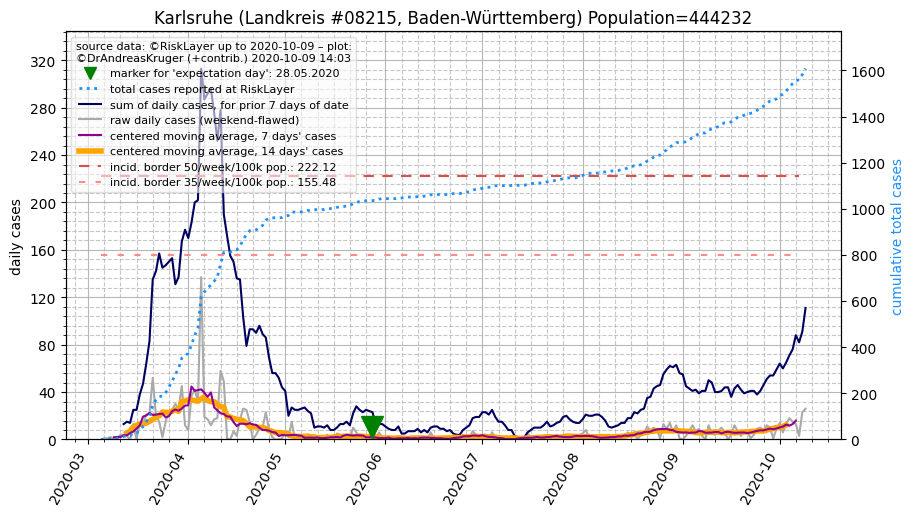 Karlsruhe (Landkreis #08215, Baden-Württemberg) Population=444232
source data: ©RiskLayer up to 2020-10-09 – plot:
©DrAndreasKruger (+contrib.) 2020-10-09 14:03
marker for 'expectation day': 28.05.2020
total cases reported at RiskLayer
sum of daily cases, for prior 7 days of date
raw daily cases (weekend-flawed)
centered moving average, 7 days' cases
centered moving average, 14 days' cases
incid. border 50/week/100k pop.: 222.12
incid. border 35/week/100k pop.: 155.48
daily cases
320
280
240
200
160
120
80
40
0
1600
1400
1200
1000
800
600
400
200
0
cumulative total cases
2020-03
2020-04
2020-05
2020-06
2020-07
2020-08
2020-09
2020-10